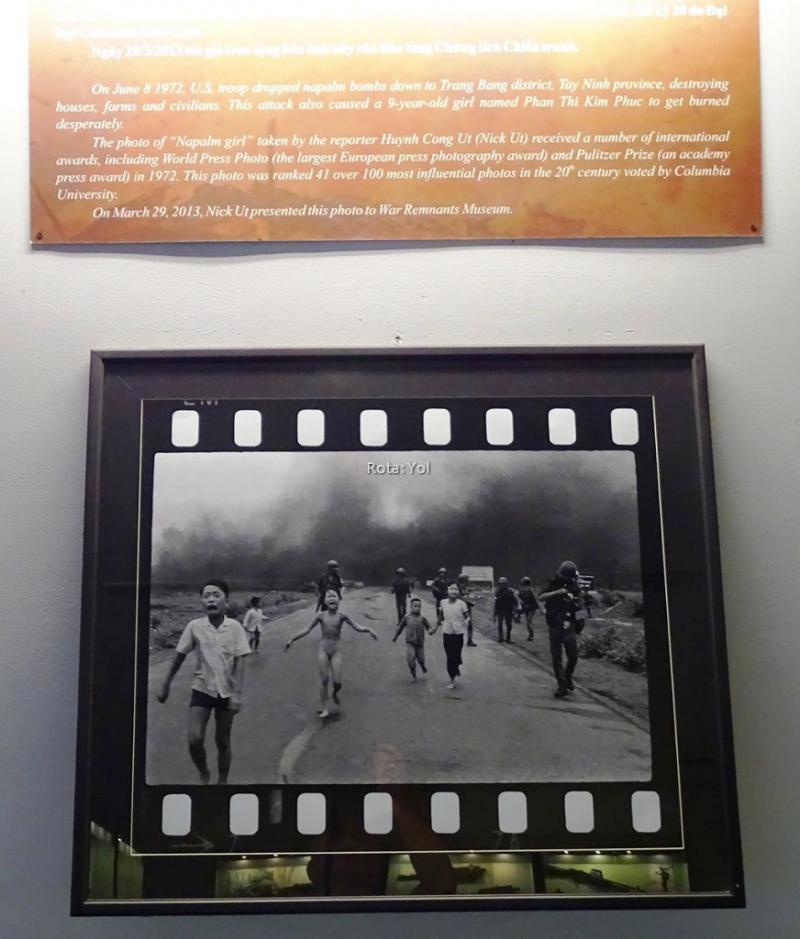 kỷ 20 do Đại
Ngày 29/3/2013 tác giả trao tặng bức ảnh này cho Bảo tàng Chứng tích Chiến tranh.
On June 8 1972, U.S. troop dropped napalm bombs down to Trang Bang district, Tay Ninh province, destroying
houses, farms and civilians. This attack also caused a 9-year-old girl named Phan Thi Kim Phuc to get burned
desperately.
The photo of “Napalm girl” taken by the reporter Huynh Cong Ut (Nick Ut) received a number of international
awards, including World Press Photo (the largest European press photography award) and Pulitzer Prize (an academy
press award) in 1972. This photo was ranked 41 over 100 most influential photos in the 20th century voted by Columbia
University.
On March 29, 2013, Nick Ut presented this photo to War Remnants Museum.
Rota:Yol